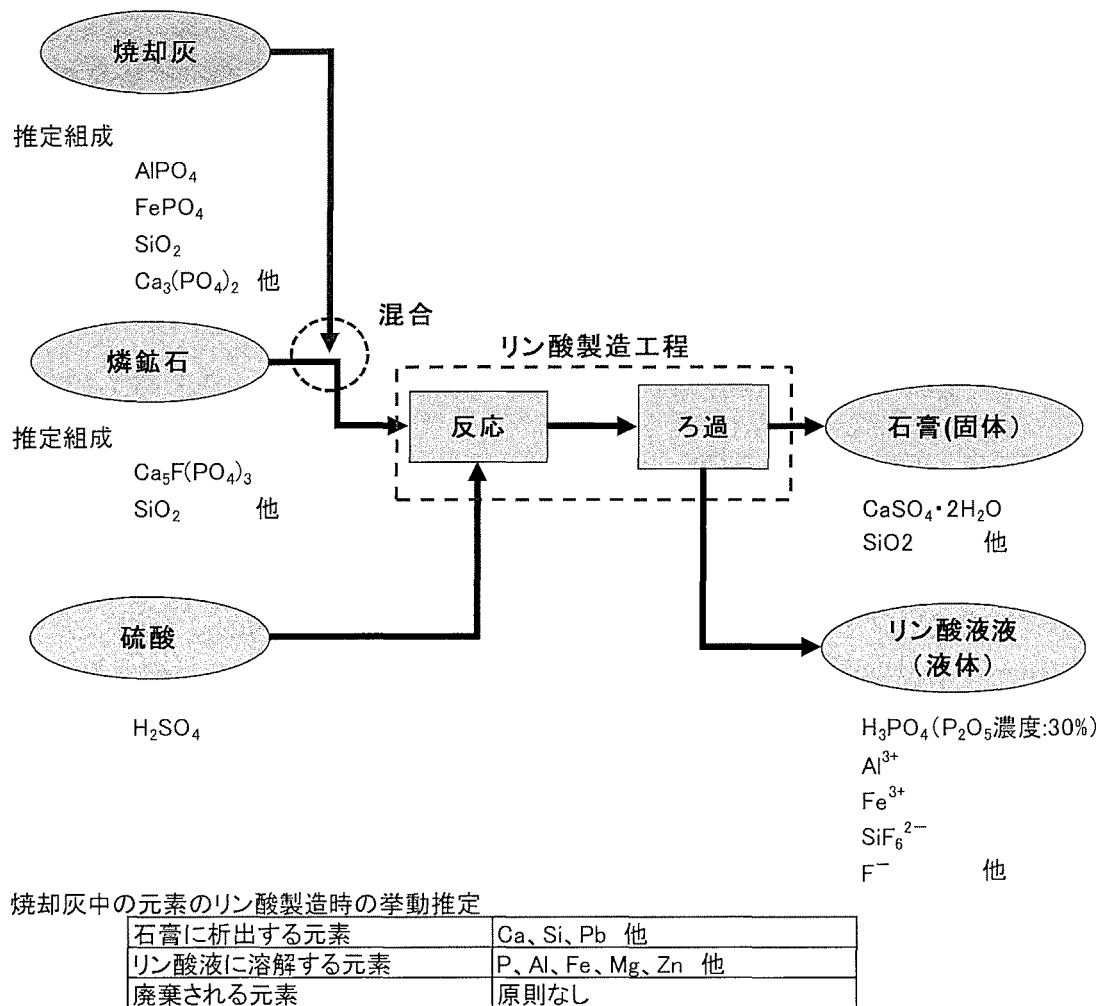 焼却灰
推定組成
AlPO₄
FePO₄
SiO₂
Ca₃(PO₄)₂ 他
混合
燐鉱石
リン酸製造工程
反応
ろ過
石膏(固体)
推定組成
Ca₅F(PO₄)₃
SiO₂ 他
CaSO₄・2H₂O
SiO2 他
硫酸
リン酸液液
(液体)
H₂SO₄
H₃PO₄(P₂O₅濃度:30%)
Al³⁺
Fe³⁺
SiF₆²⁻
F⁻ 他
焼却灰中の元素のリン酸製造時の挙動推定
石膏に析出する元素 Ca、Si、Pb 他
リン酸液に溶解する元素 P、Al、Fe、Mg、Zn 他
廃棄される元素 原則なし